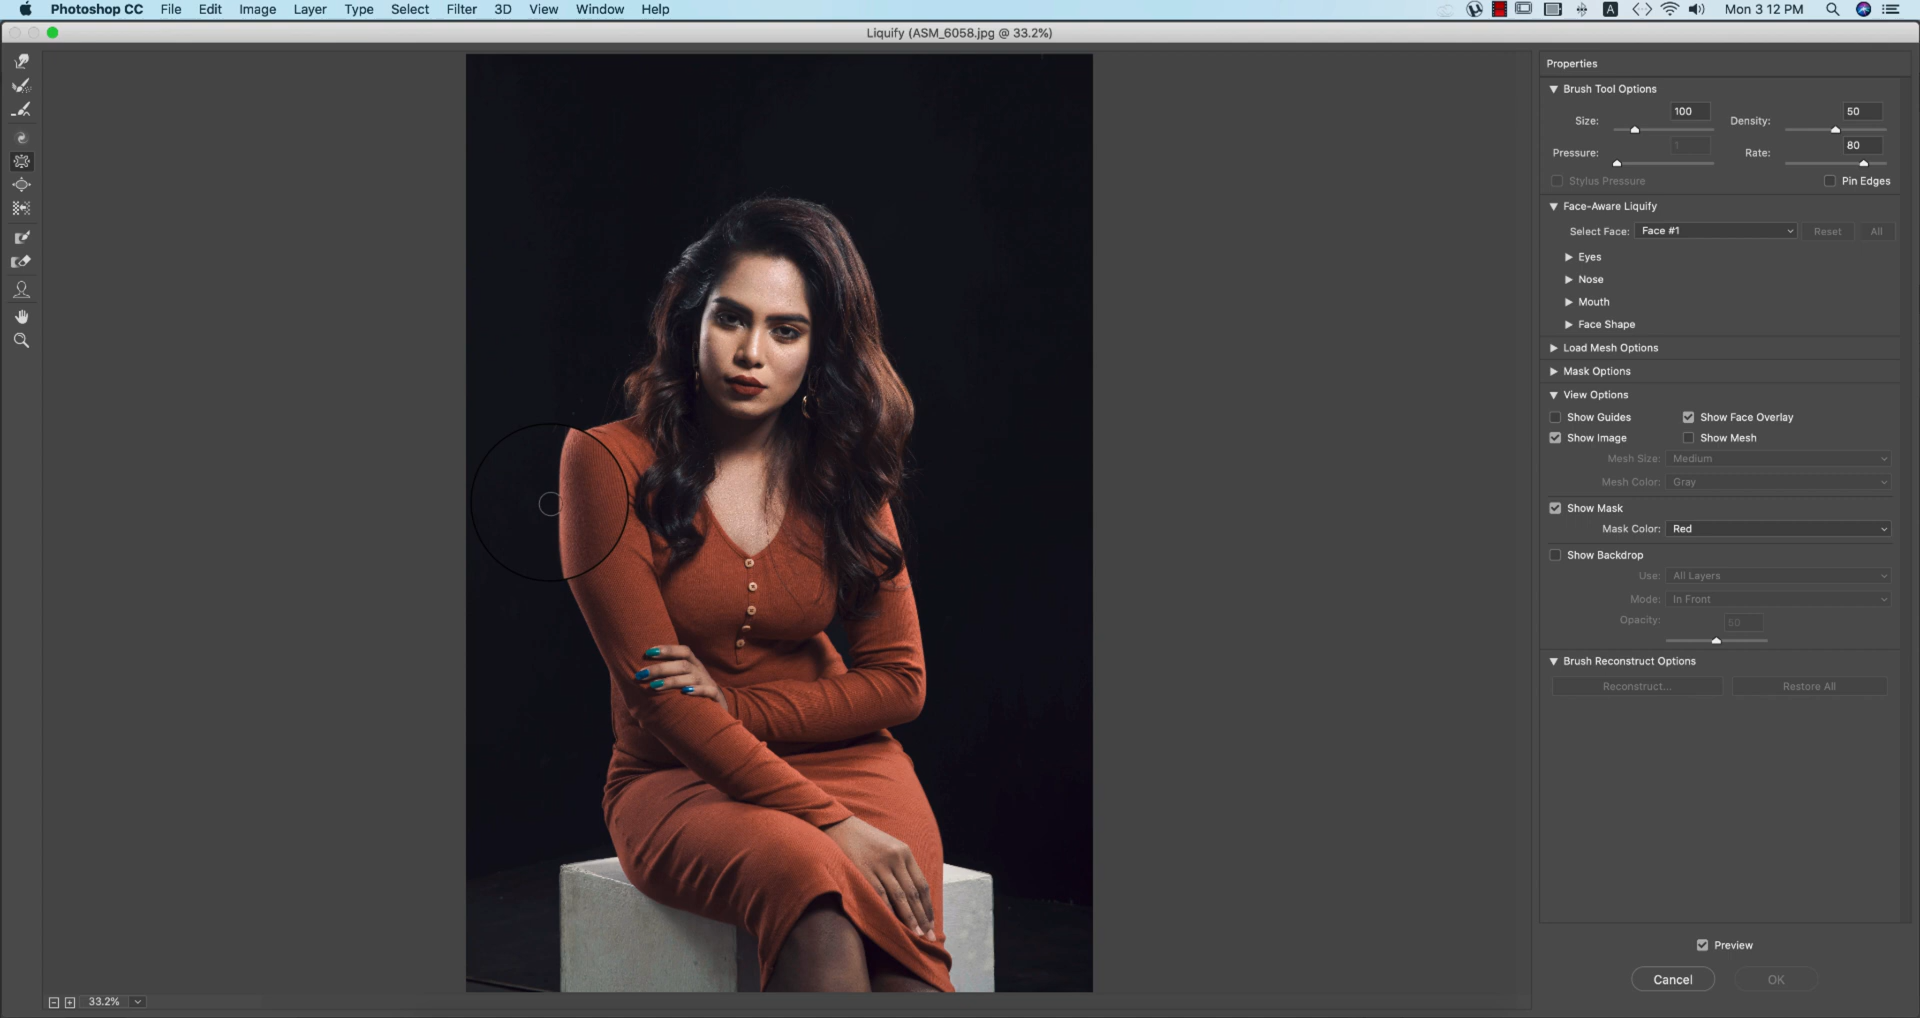 Photoshop CC File Edit Image Layer Type Select Filter 3D View Window Help A Mon 3 12 PM
Liquify (ASM_6058.jpg @ 33.2%)
Properties
Brush Tool Options
Size: 100 Density: 50
Pressure: 1 Rate: 80
Stylus Pressure Pin Edges
Face-Aware Liquify
Select Face: Face #1 Reset All
Eyes
Nose
Mouth
Face Shape
Load Mesh Options
Mask Options
View Options
Show Guides Show Face Overlay
Show Image Show Mesh
Mesh Size: Medium
Mesh Color: Gray
Show Mask
Mask Color: Red
Show Backdrop
Use: All Layers
Mode: In Front
Opacity: 50
Brush Reconstruct Options
Reconstruct... Restore All
Preview
Cancel OK
33.2%